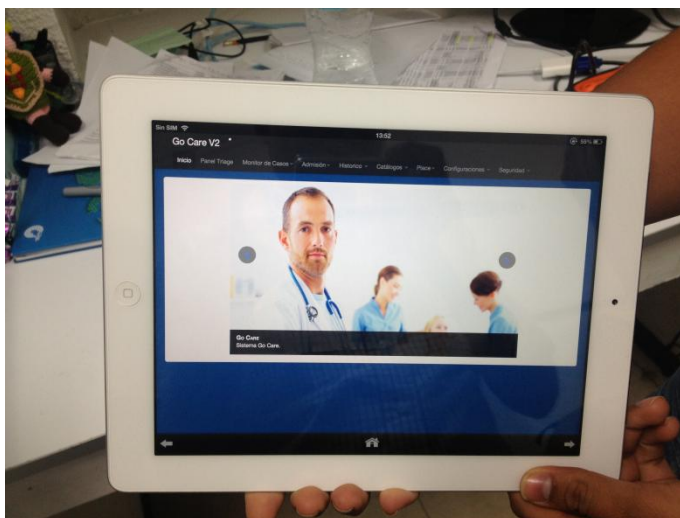 Sin SIM
13:52
Go Care V2
Inicio Panel Triage Monitor de Casos Admisión Historico Catálogos Place Configuraciones Seguridad
Go Care
Sistema Go Care.